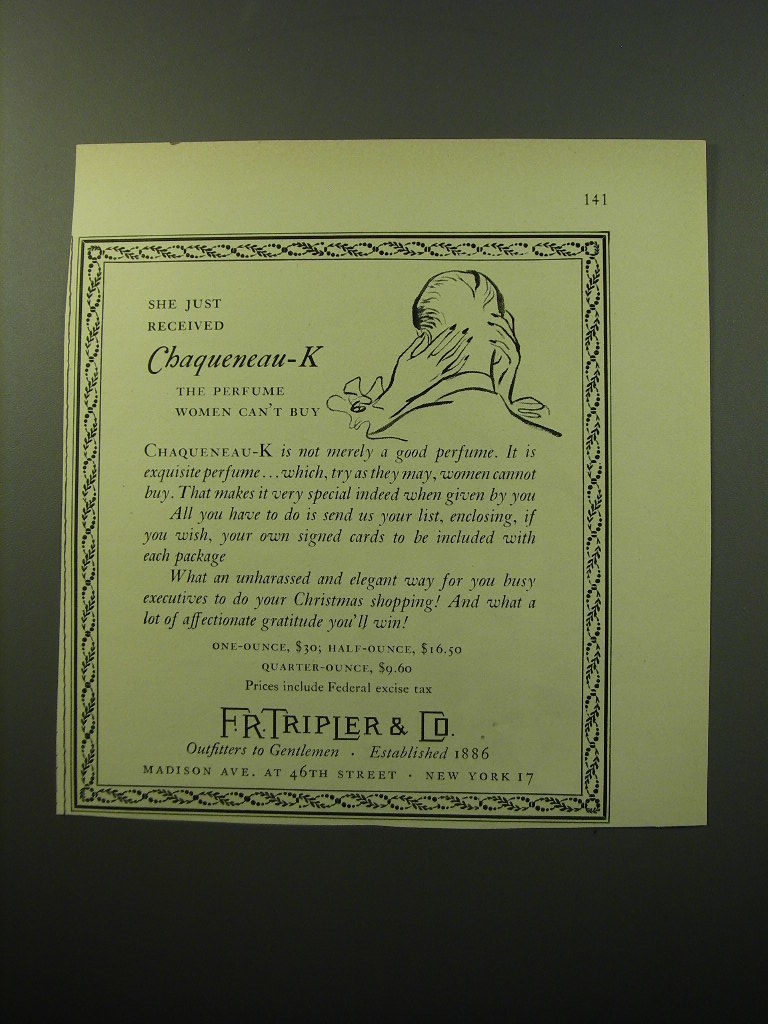 141
SHE JUST
RECEIVED
Chaqueneau-K
THE PERFUME
WOMEN CAN'T BUY
CHAQUENEAU-K is not merely a good perfume. It is
exquisite perfume...which, try as they may, women cannot
buy. That makes it very special indeed when given by you
All you have to do is send us your list, enclosing, if
you wish, your own signed cards to be included with
each package
What an unharassed and elegant way for you busy
executives to do your Christmas shopping! And what a
lot of affectionate gratitude you'll win!
ONE-OUNCE, $30; HALF-OUNCE, $16.50
QUARTER-OUNCE, $9.60
Prices include Federal excise tax
F.R.TRIPLER & CO.
Outfitters to Gentlemen · Established 1886
MADISON AVE. AT 46TH STREET · NEW YORK 17